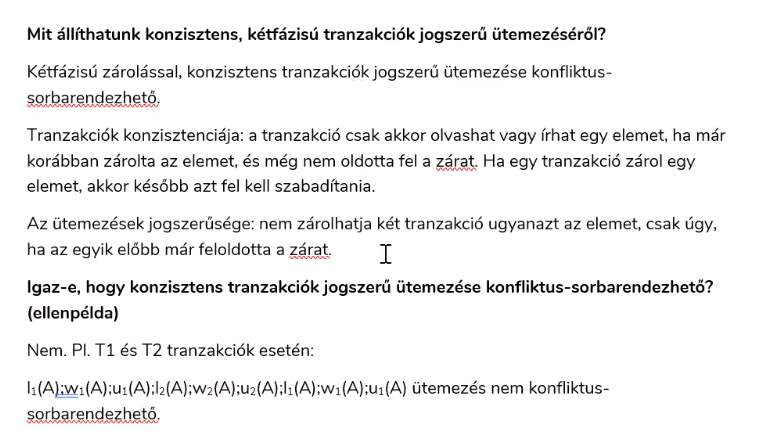 Mit állíthatunk konzisztens, kétfázisú tranzakciók jogszerű ütemezéséről?
Kétfázisú zárolással, konzisztens tranzakciók jogszerű ütemezése konfliktus-
sorbarendezhető.
Tranzakciók konzisztenciája: a tranzakció csak akkor olvashat vagy írhat egy elemet, ha már
korábban zárolta az elemet, és még nem oldotta fel a zárat. Ha egy tranzakció zárol egy
elemet, akkor később azt fel kell szabadítania.
Az ütemezések jogszerűsége: nem zárolhatja két tranzakció ugyanazt az elemet, csak úgy,
ha az egyik előbb már feloldotta a zárat.
Igaz-e, hogy konzisztens tranzakciók jogszerű ütemezése konfliktus-sorbarendezhető?
(ellenpélda)
Nem. Pl. T1 és T2 tranzakciók esetén:
l₁(A);w₁(A);u₁(A);l₂(A);w₂(A);u₂(A);l₁(A);w₁(A);u₁(A) ütemezés nem konfliktus-
sorbarendezhető.